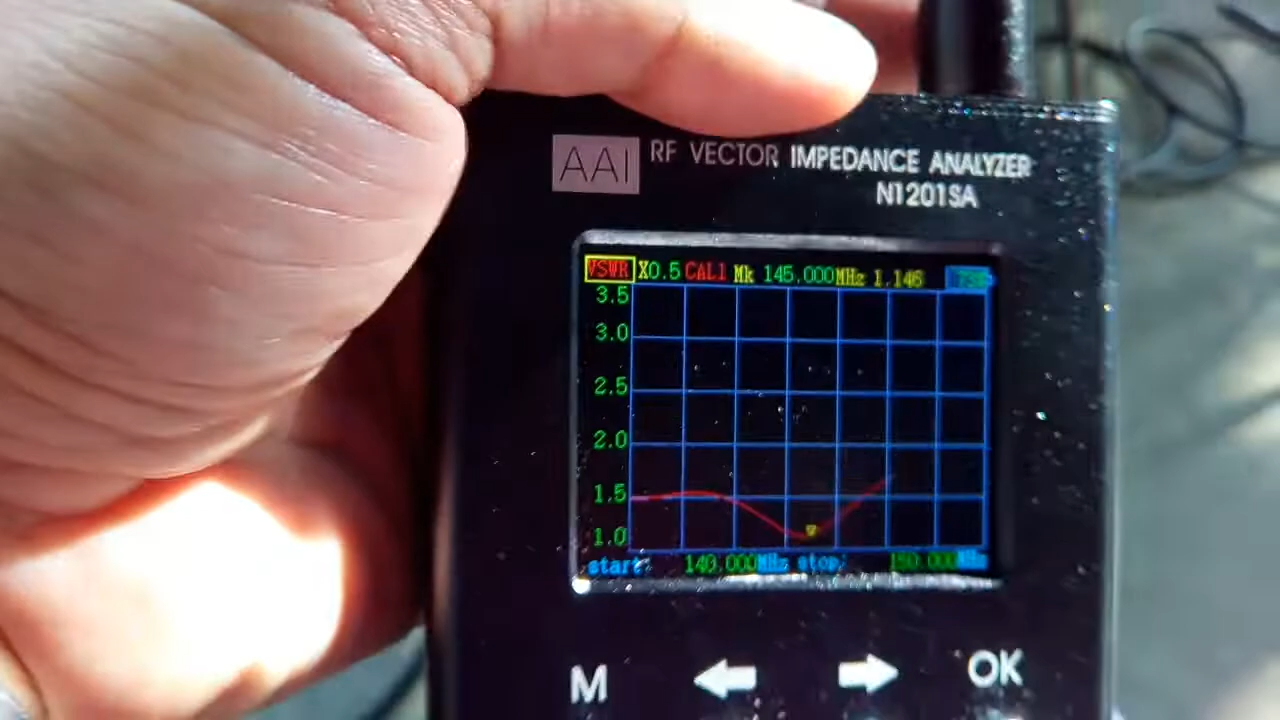 AAI RF VECTOR IMPEDANCE ANALYZER
N1201SA
VSWR X0.5 CAL1 Mk 145.000MHz 1.146
3.5
3.0
2.5
2.0
1.5
1.0
start: 140.000MHz stop: 150.000MHz
M OK